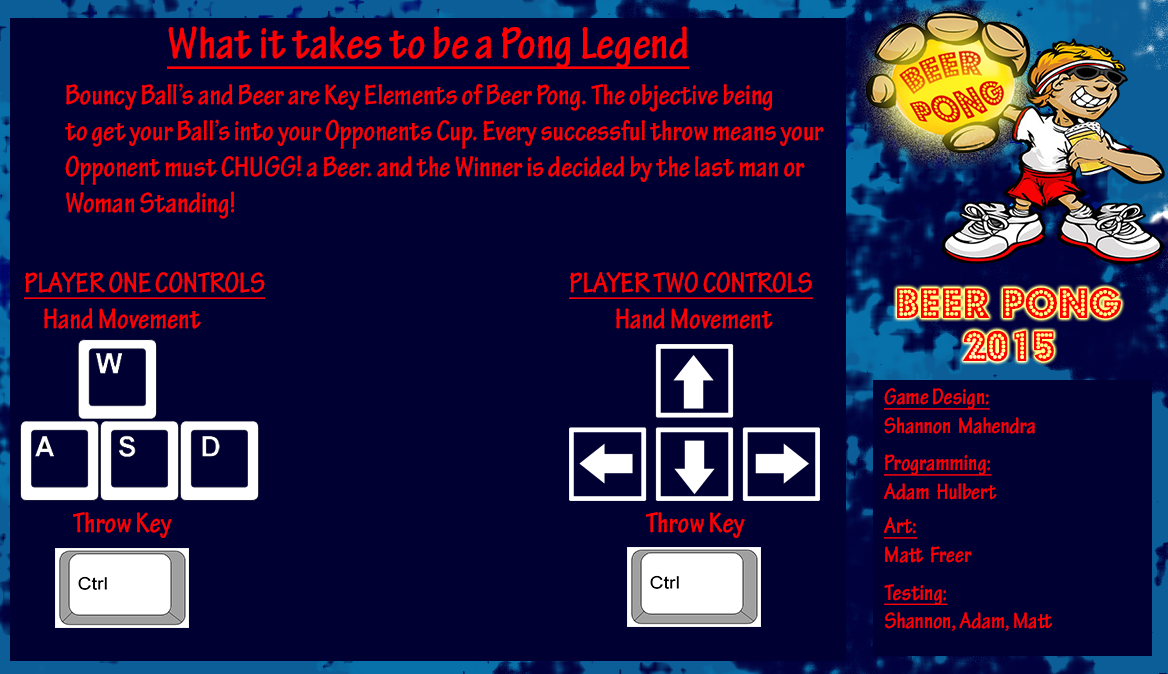 What it takes to be a Pong Legend
Bouncy Ball's and Beer are Key Elements of Beer Pong. The objective being
to get your Ball's into your Opponents Cup. Every successful throw means your
Opponent must CHUGG! a Beer. and the Winner is decided by the last man or
Woman Standing!
PLAYER ONE CONTROLS
Hand Movement
W
A S D
Throw Key
Ctrl
PLAYER TWO CONTROLS
Hand Movement
Throw Key
Ctrl
BEER
PONG
BEER PONG
2015
Game Design:
Shannon Mahendra
Programming:
Adam Hulbert
Art:
Matt Freer
Testing:
Shannon, Adam, Matt